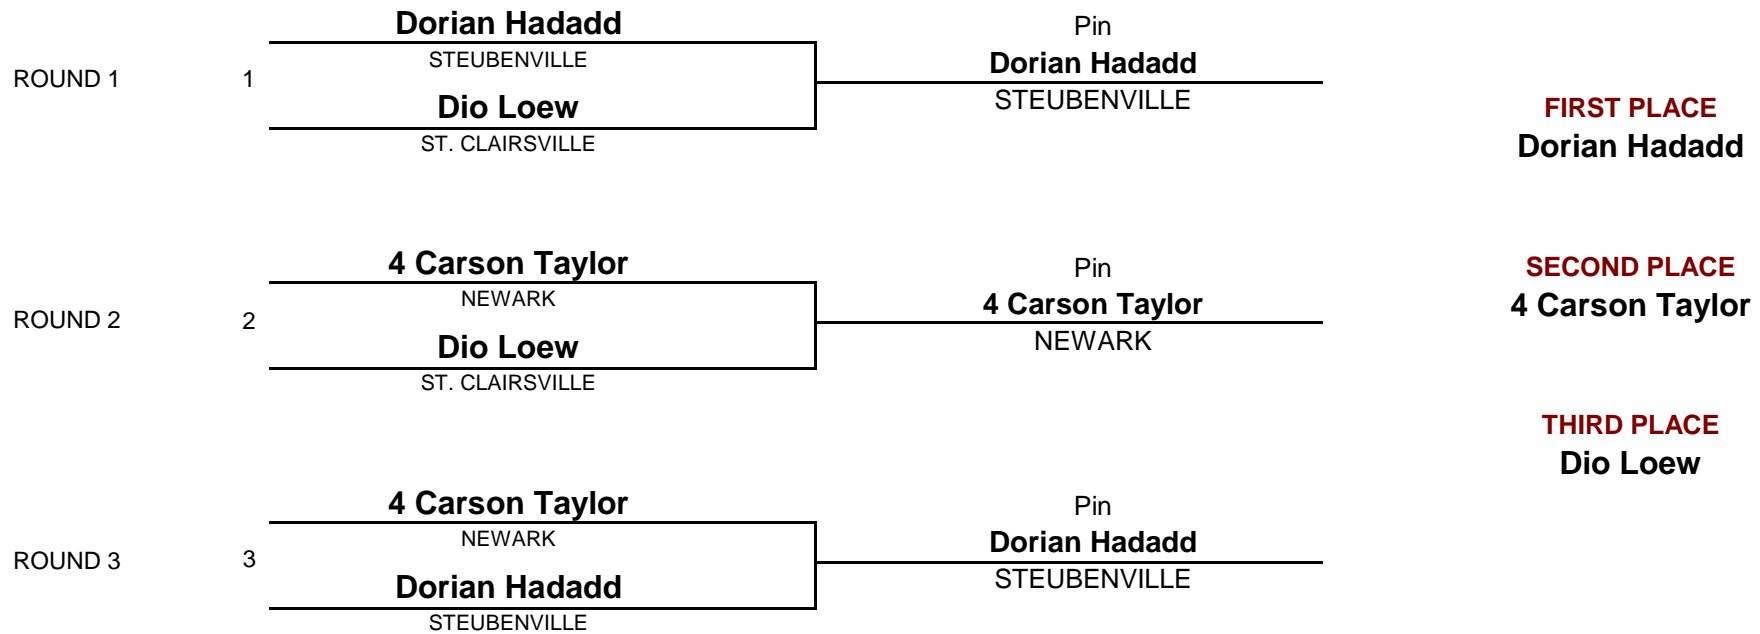 Dorian Hadadd
STEUBENVILLE
ROUND 1
1
Dio Loew
ST. CLAIRSVILLE
Pin
Dorian Hadadd
STEUBENVILLE
FIRST PLACE
Dorian Hadadd
4 Carson Taylor
NEWARK
ROUND 2
2
Dio Loew
ST. CLAIRSVILLE
Pin
4 Carson Taylor
NEWARK
SECOND PLACE
4 Carson Taylor
THIRD PLACE
Dio Loew
4 Carson Taylor
NEWARK
ROUND 3
3
Dorian Hadadd
STEUBENVILLE
Pin
Dorian Hadadd
STEUBENVILLE